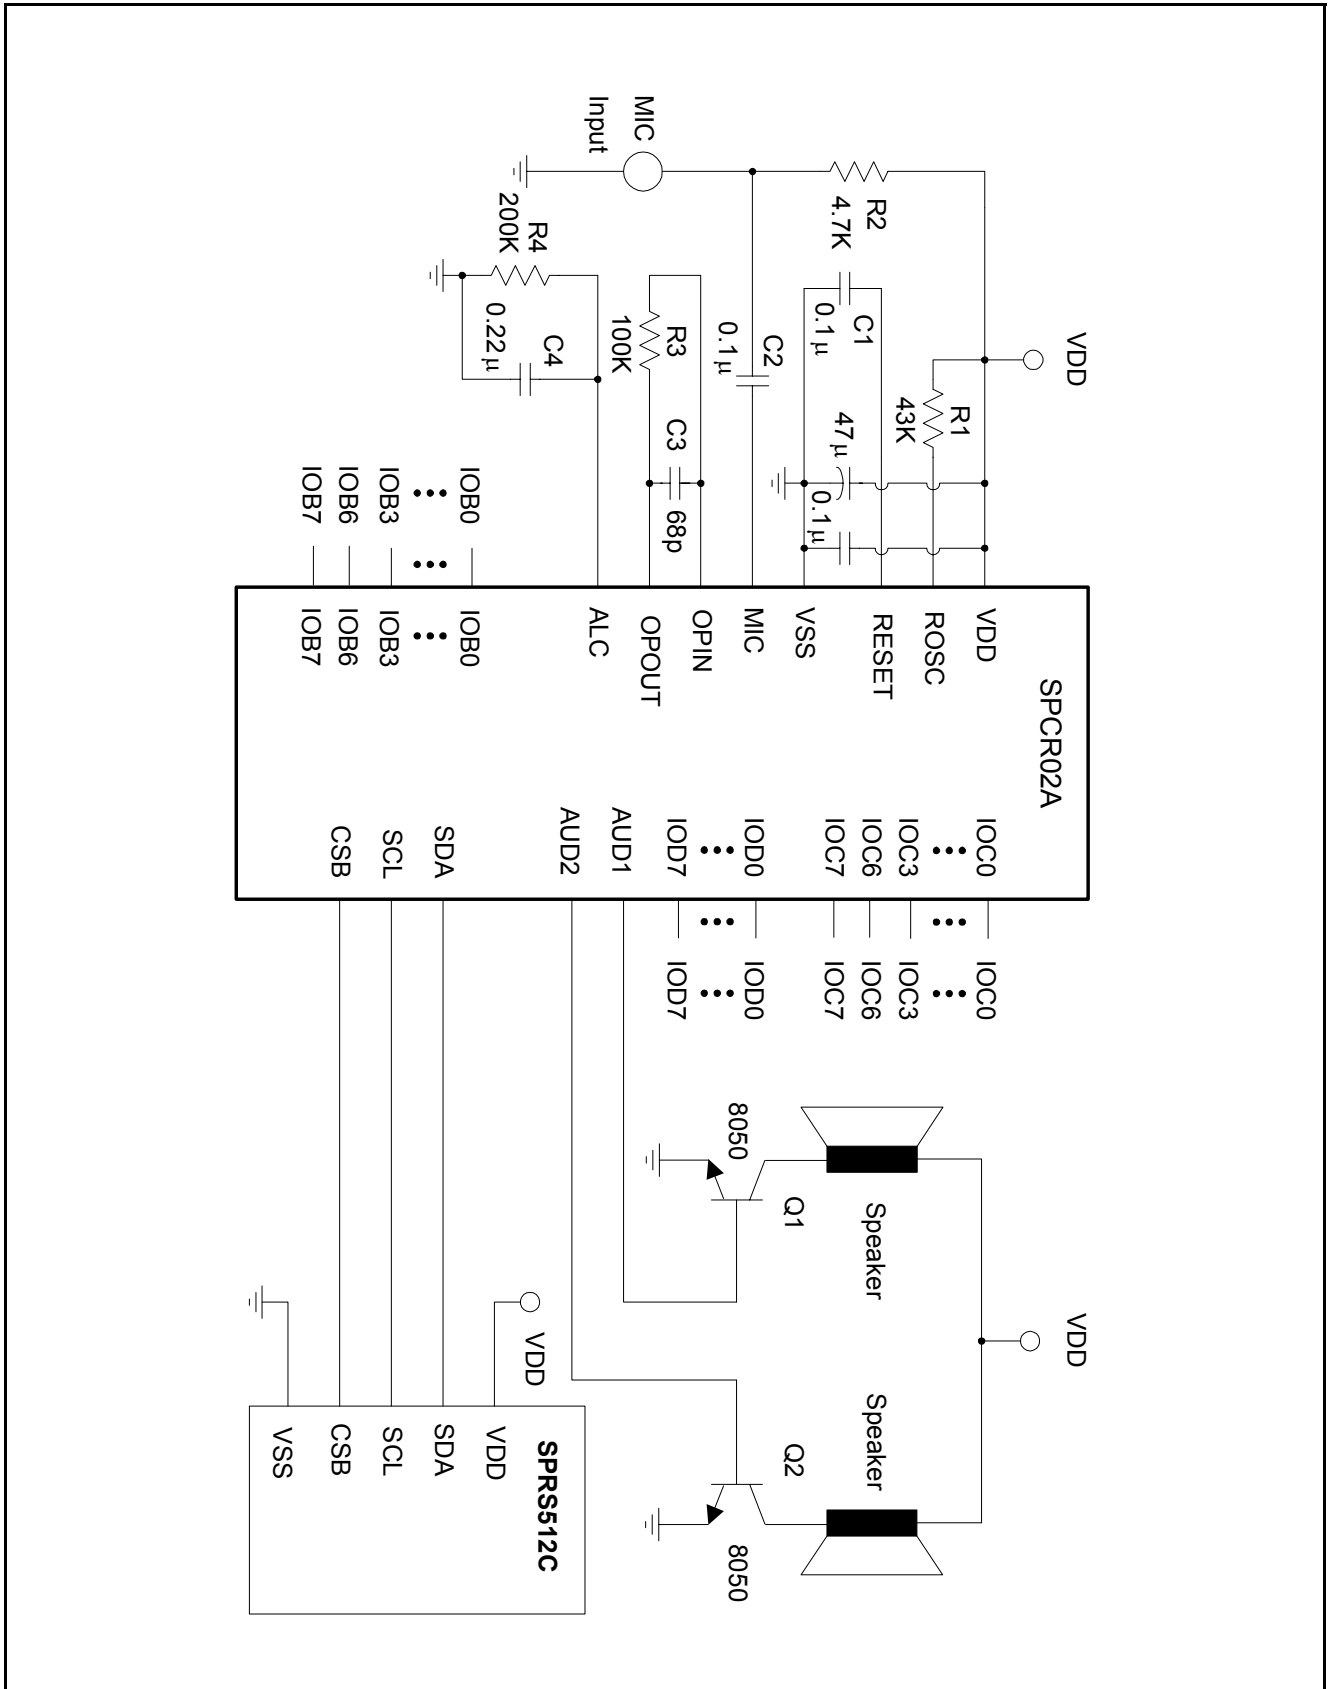 SPCR02A
VDD
R2
4.7K
MIC
Input
R1
43K
C1
0.1μ
47μ
0.1μ
C2
0.1μ
R3
100K
C3
68p
R4
200K
C4
0.22μ
VDD
ROSC
RESET
VSS
MIC
OPIN
OPOUT
ALC
IOB0
IOB0
IOB3
IOB3
IOB6
IOB6
IOB7
IOB7
IOC0
IOC0
IOC3
IOC3
IOC6
IOC6
IOC7
IOC7
IOD0
IOD0
IOD7
IOD7
AUD1
AUD2
SDA
SCL
CSB
VDD
Speaker
Speaker
Q1
8050
Q2
8050
VDD
SPRS512C
VDD
SDA
SCL
CSB
VSS